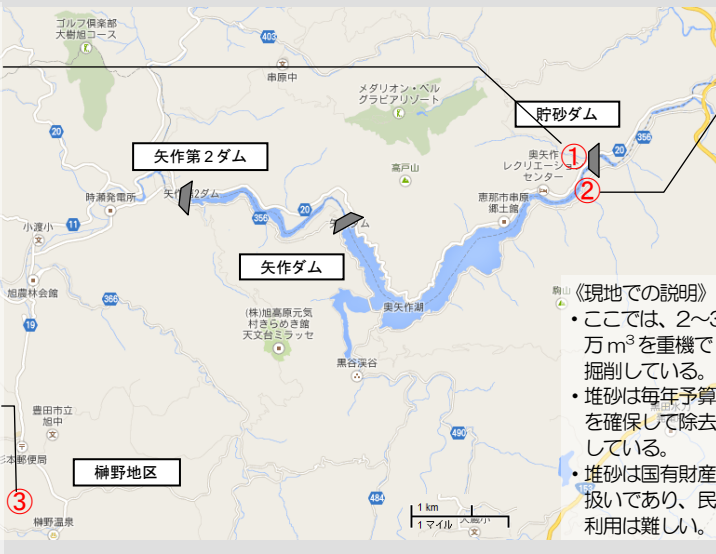 ゴルフ倶楽部
大樹旭コース
403
串原中
メダリオン・ベル
グラビアリゾート
貯砂ダム
356
20
①
奥矢作
レクリエーション
センター
②
20
矢作第2ダム
高戸山
時瀬発電所
恵那市串原
郷土館
356
20
11
小渡小
矢作ダム
旭農林会館
366
奥矢作湖
駒山
19
(株)旭高原元気
村きらめき館
天文台ミラッセ
黒谷渓谷
《現地での説明》
・ここでは、2~3
万m³を重機で
掘削している。
・堆砂は毎年予算
を確保して除去
している。
・堆砂は国有財産
扱いであり、民
利用は難しい。
豊田市立
旭中
490
杉本郵便局
榊野地区
153
③
484
榊野温泉
1 km
1 マイル